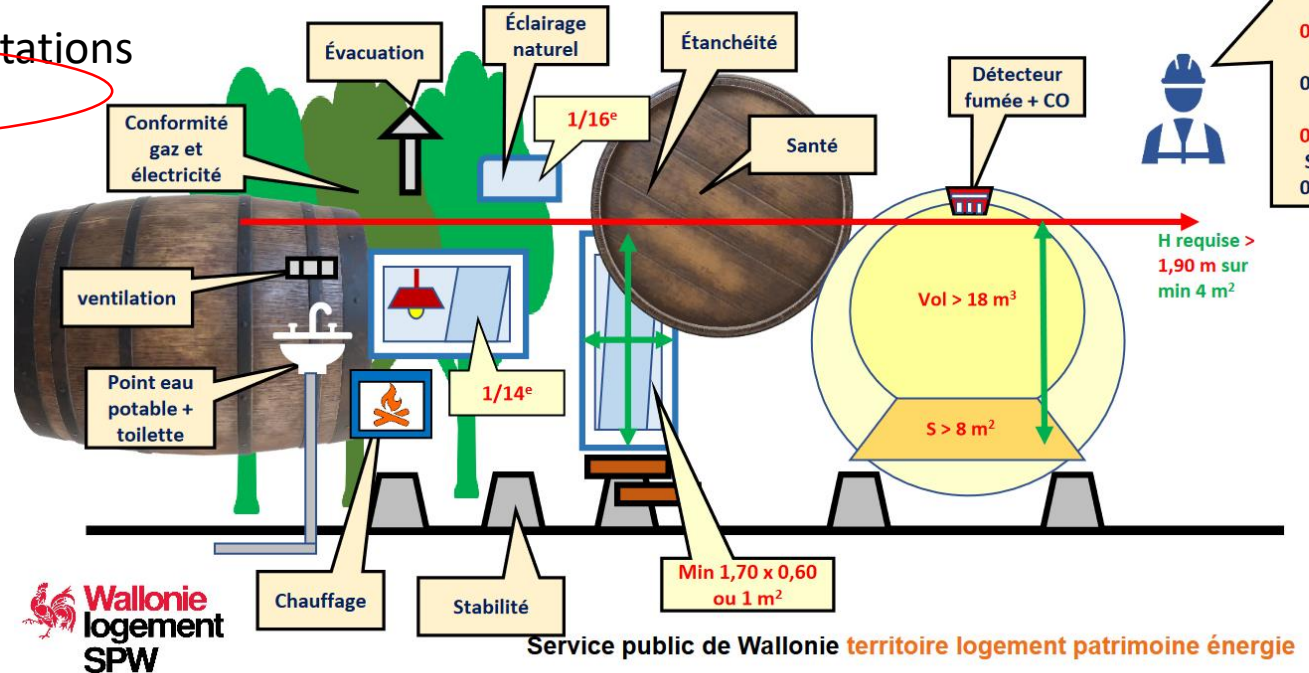 tations
Évacuation
Éclairage
naturel
Étanchéité
Détecteur
fumée + CO
Conformité
gaz et
électricité
1/16e
Santé
ventilation
H requise >
1,90 m sur
min 4 m²
Vol > 18 m³
Point eau
potable +
toilette
1/14e
S > 8 m²
Chauffage
Stabilité
Min 1,70 x 0,60
ou 1 m²
Wallonie
logement
SPW
Service public de Wallonie territoire logement patrimoine énergie